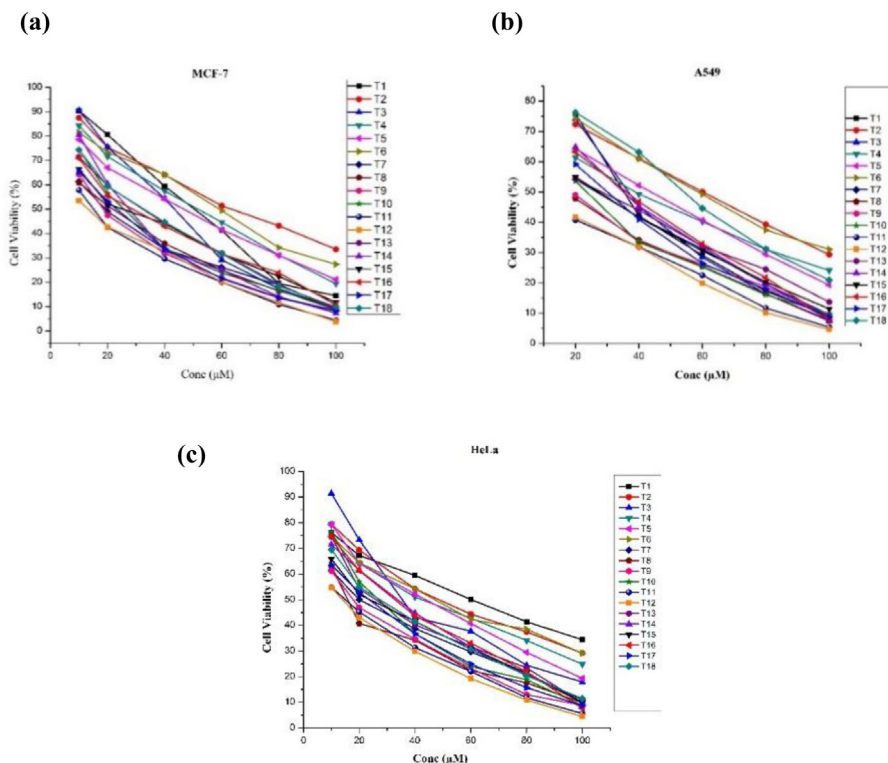 (a)
MCF-7
Cell Viability (%)
100
90
80
70
60
50
40
30
20
10
0
0
20
40
60
80
100
Conc (µM)
T1
T2
T3
T4
T5
T6
T7
T8
T9
T10
T11
T12
T13
T14
T15
T16
T17
T18
(b)
A549
Cell Viability (%)
80
70
60
50
40
30
20
10
0
20
40
60
80
100
Conc (µM)
T1
T2
T3
T4
T5
T6
T7
T8
T9
T10
T11
T12
T13
T14
T15
T16
T17
T18
(c)
HeLa
Cell Viability (%)
100
90
80
70
60
50
40
30
20
10
0
0
20
40
60
80
100
Conc (µM)
T1
T2
T3
T4
T5
T6
T7
T8
T9
T10
T11
T12
T13
T14
T15
T16
T17
T18